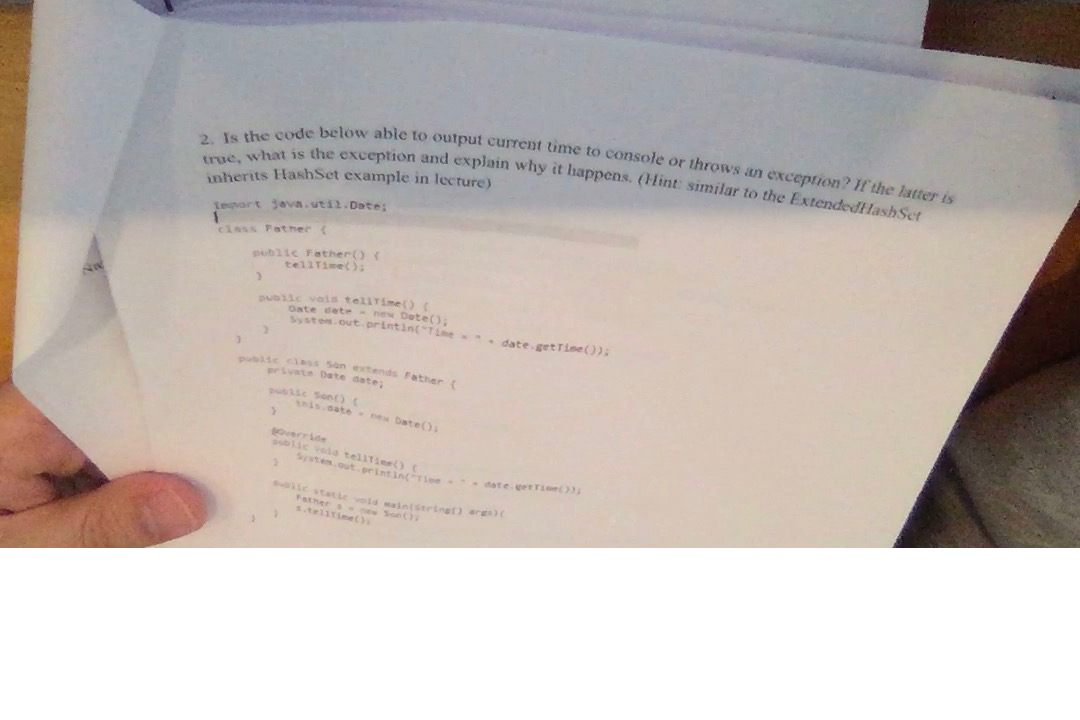 2. Is the code below able to output current time to console or throws an exception? If the latter is
true, what is the exception and explain why it happens. (Hint: similar to the ExtendedHashSet
inherits HashSet example in lecture)
import java.util.Date;
class Father {
public Father() {
tellTime();
}
public void tellTime() {
Date date = new Date();
System.out.println("Time = " + date.getTime());
}
}
public class Son extends Father {
private Date date;
public Son() {
this.date = new Date();
}
@Override
public void tellTime() {
System.out.println("Time = " + date.getTime());
}
public static void main(String[] args){
Father s = new Son();
s.tellTime();
}
}